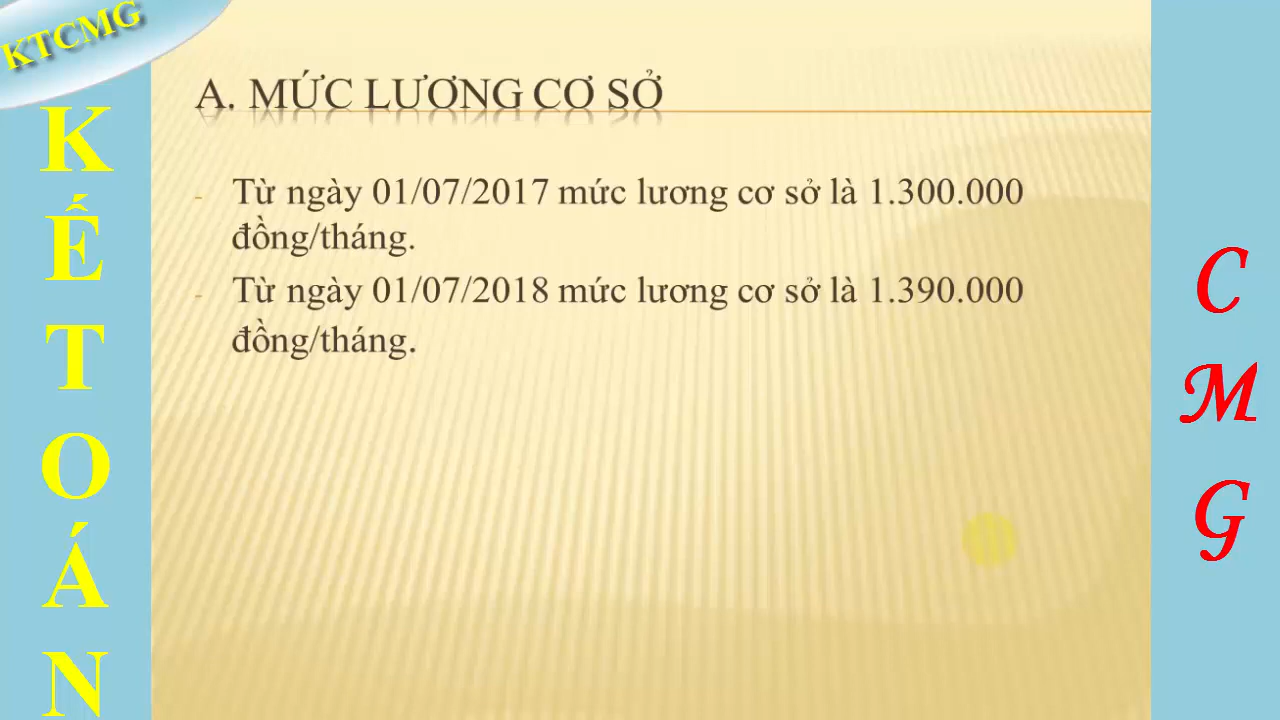 KTCMG
KẾ TOÁN
A. MỨC LƯƠNG CƠ SỞ
- Từ ngày 01/07/2017 mức lương cơ sở là 1.300.000
đồng/tháng.
- Từ ngày 01/07/2018 mức lương cơ sở là 1.390.000
đồng/tháng.
CMG